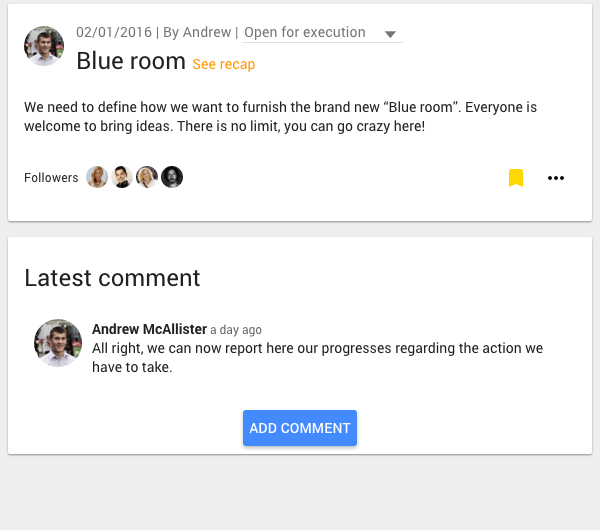 02/01/2016 | By Andrew | Open for execution
Blue room See recap
We need to define how we want to furnish the brand new “Blue room”. Everyone is
welcome to bring ideas. There is no limit, you can go crazy here!
Followers
Latest comment
Andrew McAllister a day ago
All right, we can now report here our progresses regarding the action we
have to take.
ADD COMMENT